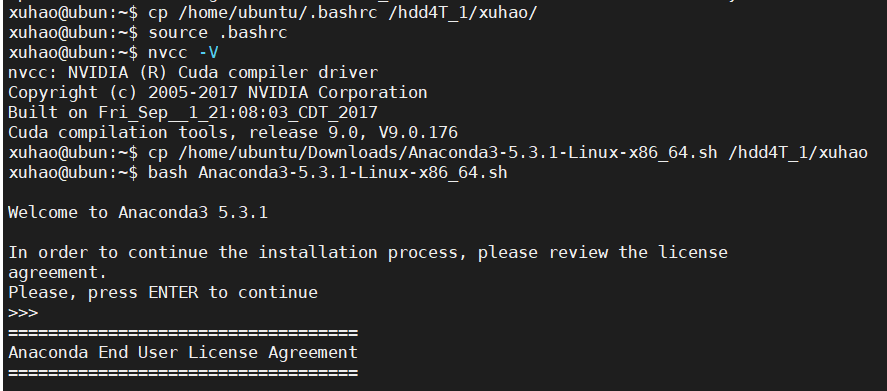 xuhao@ubun:~$ cp /home/ubuntu/.bashrc /hdd4T_1/xuhao/
xuhao@ubun:~$ source .bashrc
xuhao@ubun:~$ nvcc -V
nvcc: NVIDIA (R) Cuda compiler driver
Copyright (c) 2005-2017 NVIDIA Corporation
Built on Fri_Sep__1_21:08:03_CDT_2017
Cuda compilation tools, release 9.0, V9.0.176
xuhao@ubun:~$ cp /home/ubuntu/Downloads/Anaconda3-5.3.1-Linux-x86_64.sh /hdd4T_1/xuhao
xuhao@ubun:~$ bash Anaconda3-5.3.1-Linux-x86_64.sh
Welcome to Anaconda3 5.3.1
In order to continue the installation process, please review the license
agreement.
Please, press ENTER to continue
>>>
===================================
Anaconda End User License Agreement
===================================